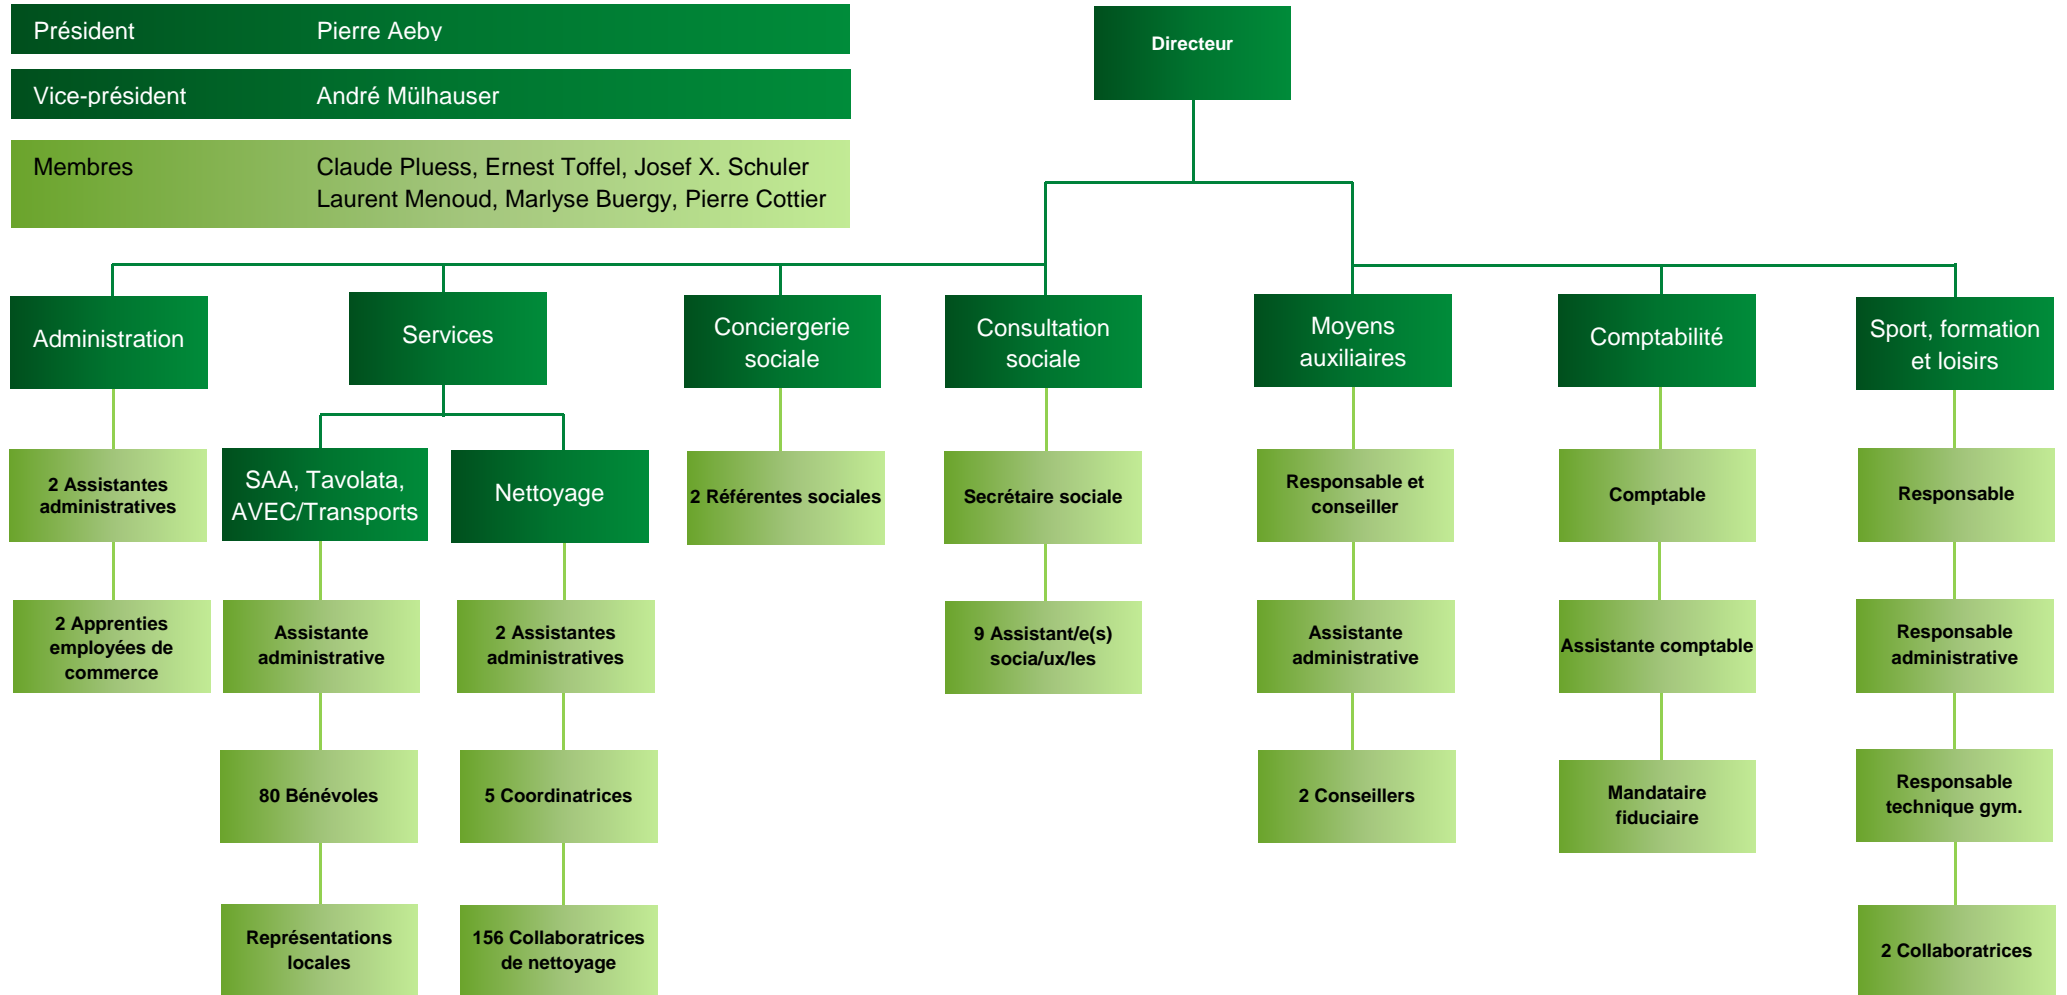 Président Pierre Aeby
Vice-président André Mülhauser
Membres Claude Pluess, Ernest Toffel, Josef X. Schuler
Laurent Menoud, Marlyse Buergy, Pierre Cottier
Directeur
Administration
Services
Conciergerie
sociale
Consultation
sociale
Moyens
auxiliaires
Comptabilité
Sport, formation
et loisirs
2 Assistantes
administratives
SAA, Tavolata,
AVEC/Transports
Nettoyage
2 Référentes sociales
Secrétaire sociale
Responsable et
conseiller
Comptable
Responsable
2 Apprenties
employées de
commerce
Assistante
administrative
2 Assistantes
administratives
9 Assistant/e(s)
socia/ux/les
Assistante
administrative
Assistante comptable
Responsable
administrative
80 Bénévoles
5 Coordinatrices
2 Conseillers
Mandataire
fiduciaire
Responsable
technique gym.
Représentations
locales
156 Collaboratrices
de nettoyage
2 Collaboratrices